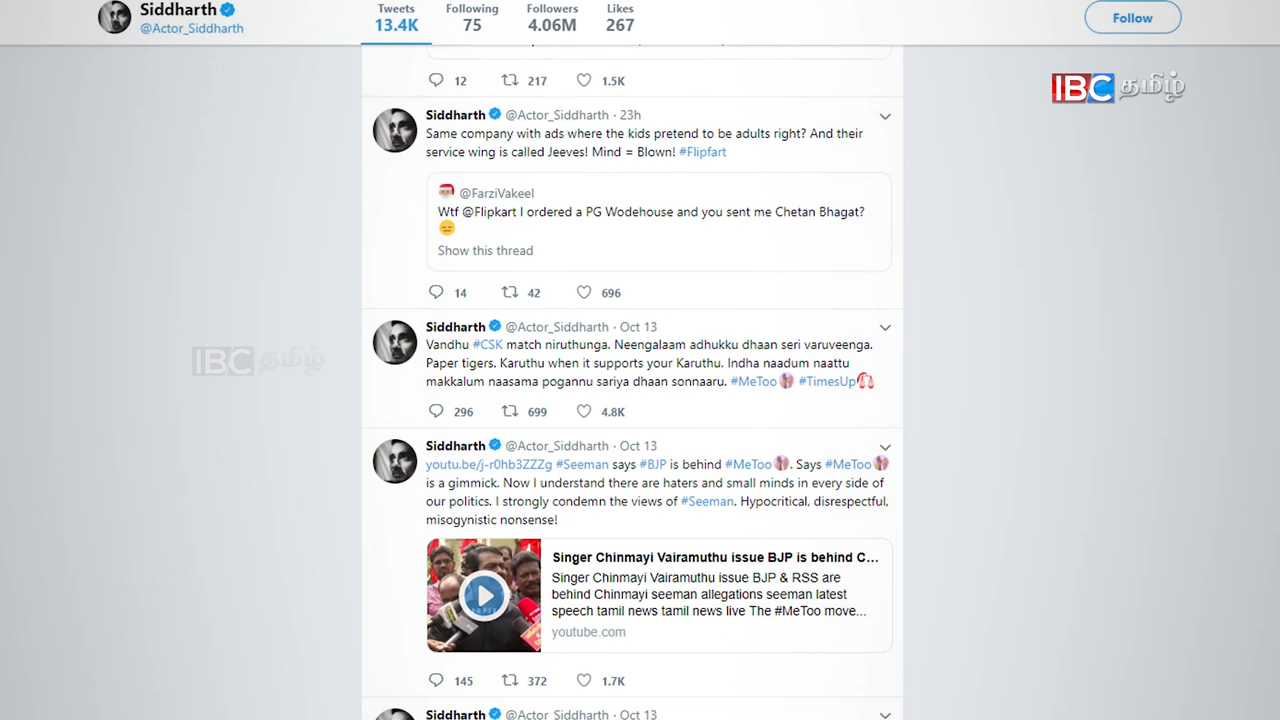 Siddharth
@Actor_Siddharth
Tweets Following Followers Likes
13.4K 75 4.06M 267
Follow
IBC தமிழ்
12 217 1.5K
Siddharth @Actor_Siddharth · 23h
Same company with ads where the kids pretend to be adults right? And their
service wing is called Jeeves! Mind = Blown! #Flipfart
@FarziVakeel
Wtf @Flipkart I ordered a PG Wodehouse and you sent me Chetan Bhagat?
😑
Show this thread
14 42 696
Siddharth @Actor_Siddharth · Oct 13
Vandhu #CSK match niruthunga. Neengalaam adhukku dhaan seri varuveenga.
Paper tigers. Karuthu when it supports your Karuthu. Indha naadum naattu
makkalum naasama pogannu sariya dhaan sonnaaru. #MeToo #TimesUp
IBC தமிழ்
296 699 4.8K
Siddharth @Actor_Siddharth · Oct 13
youtu.be/j-r0hb3ZZZg #Seeman says #BJP is behind #MeToo. Says #MeToo
is a gimmick. Now I understand there are haters and small minds in every side of
our politics. I strongly condemn the views of #Seeman. Hypocritical, disrespectful,
misogynistic nonsense!
Singer Chinmayi Vairamuthu issue BJP is behind C...
Singer Chinmayi Vairamuthu issue BJP & RSS are
behind Chinmayi seeman allegations seeman latest
speech tamil news tamil news live The #MeToo move...
youtube.com
145 372 1.7K
Siddharth @Actor_Siddharth · Oct 13